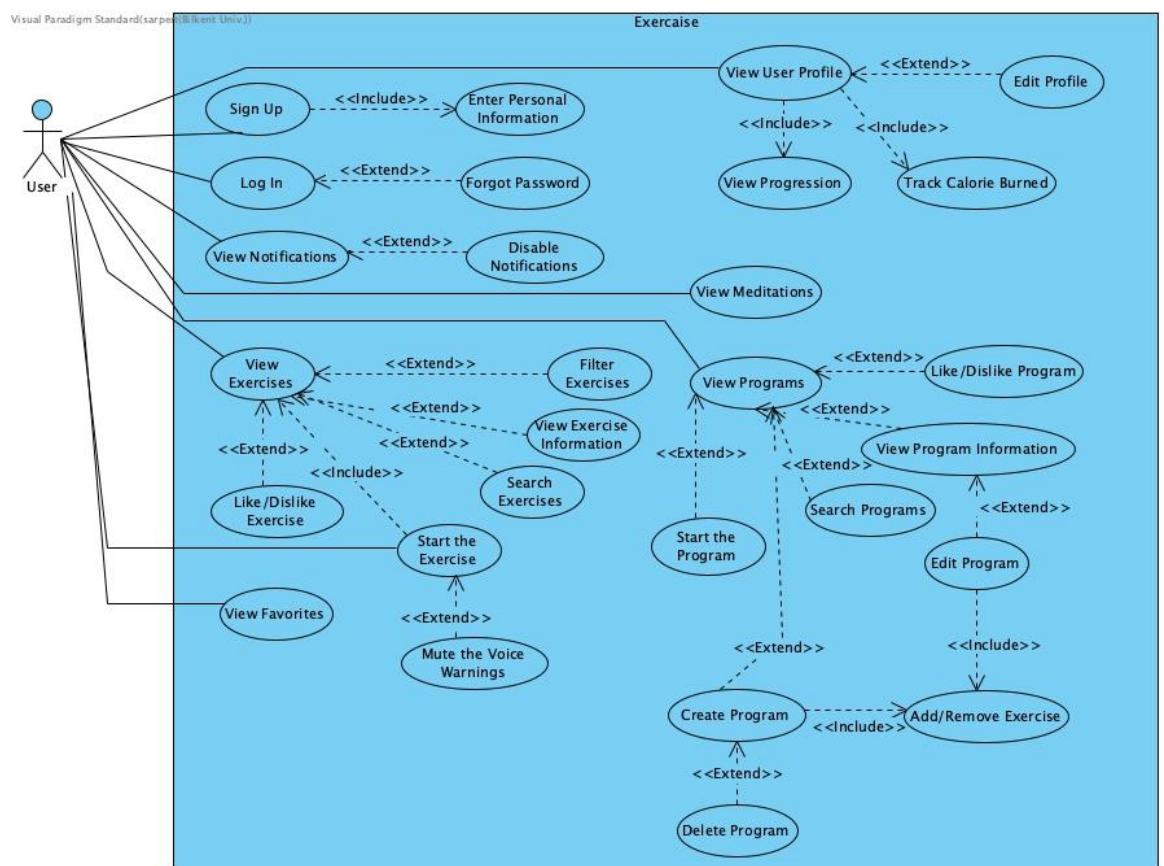 Visual Paradigm Standard(sarper(Bilkent Univ.))
Exercaise
User
Sign Up
<<Include>>
Enter Personal
Information
View User Profile
<<Extend>>
Edit Profile
<<Include>>
<<Include>>
View Progression
Track Calorie Burned
Log In
<<Extend>>
Forgot Password
View Notifications
<<Extend>>
Disable
Notifications
View Meditations
View
Exercises
<<Extend>>
Filter
Exercises
<<Extend>>
View Exercise
Information
<<Extend>>
Search
Exercises
<<Extend>>
Like/Dislike
Exercise
<<Include>>
Start the
Exercise
<<Extend>>
Mute the Voice
Warnings
View Favorites
View Programs
<<Extend>>
Like/Dislike Program
<<Extend>>
View Program Information
<<Extend>>
Search Programs
<<Extend>>
Start the
Program
<<Extend>>
Edit Program
<<Include>>
<<Extend>>
Create Program
<<Include>>
Add/Remove Exercise
<<Extend>>
Delete Program